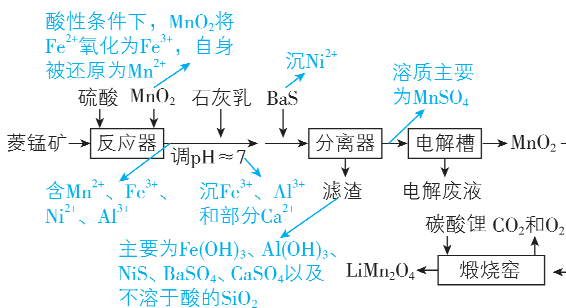 酸性条件下，MnO₂将
Fe²⁺氧化为Fe³⁺，自身
被还原为Mn²⁺
沉Ni²⁺
溶质主要
为MnSO₄
硫酸 MnO₂ 石灰乳 BaS
菱锰矿 反应器 调pH≈7 分离器 电解槽 MnO₂
含Mn²⁺、Fe³⁺、
Ni²⁺、Al³⁺
沉Fe³⁺、Al³⁺
和部分Ca²⁺
滤渣 电解废液
主要为Fe(OH)₃、Al(OH)₃、
NiS、BaSO₄、CaSO₄以及
不溶于酸的SiO₂
碳酸锂 CO₂和O₂
LiMn₂O₄ 煅烧窑